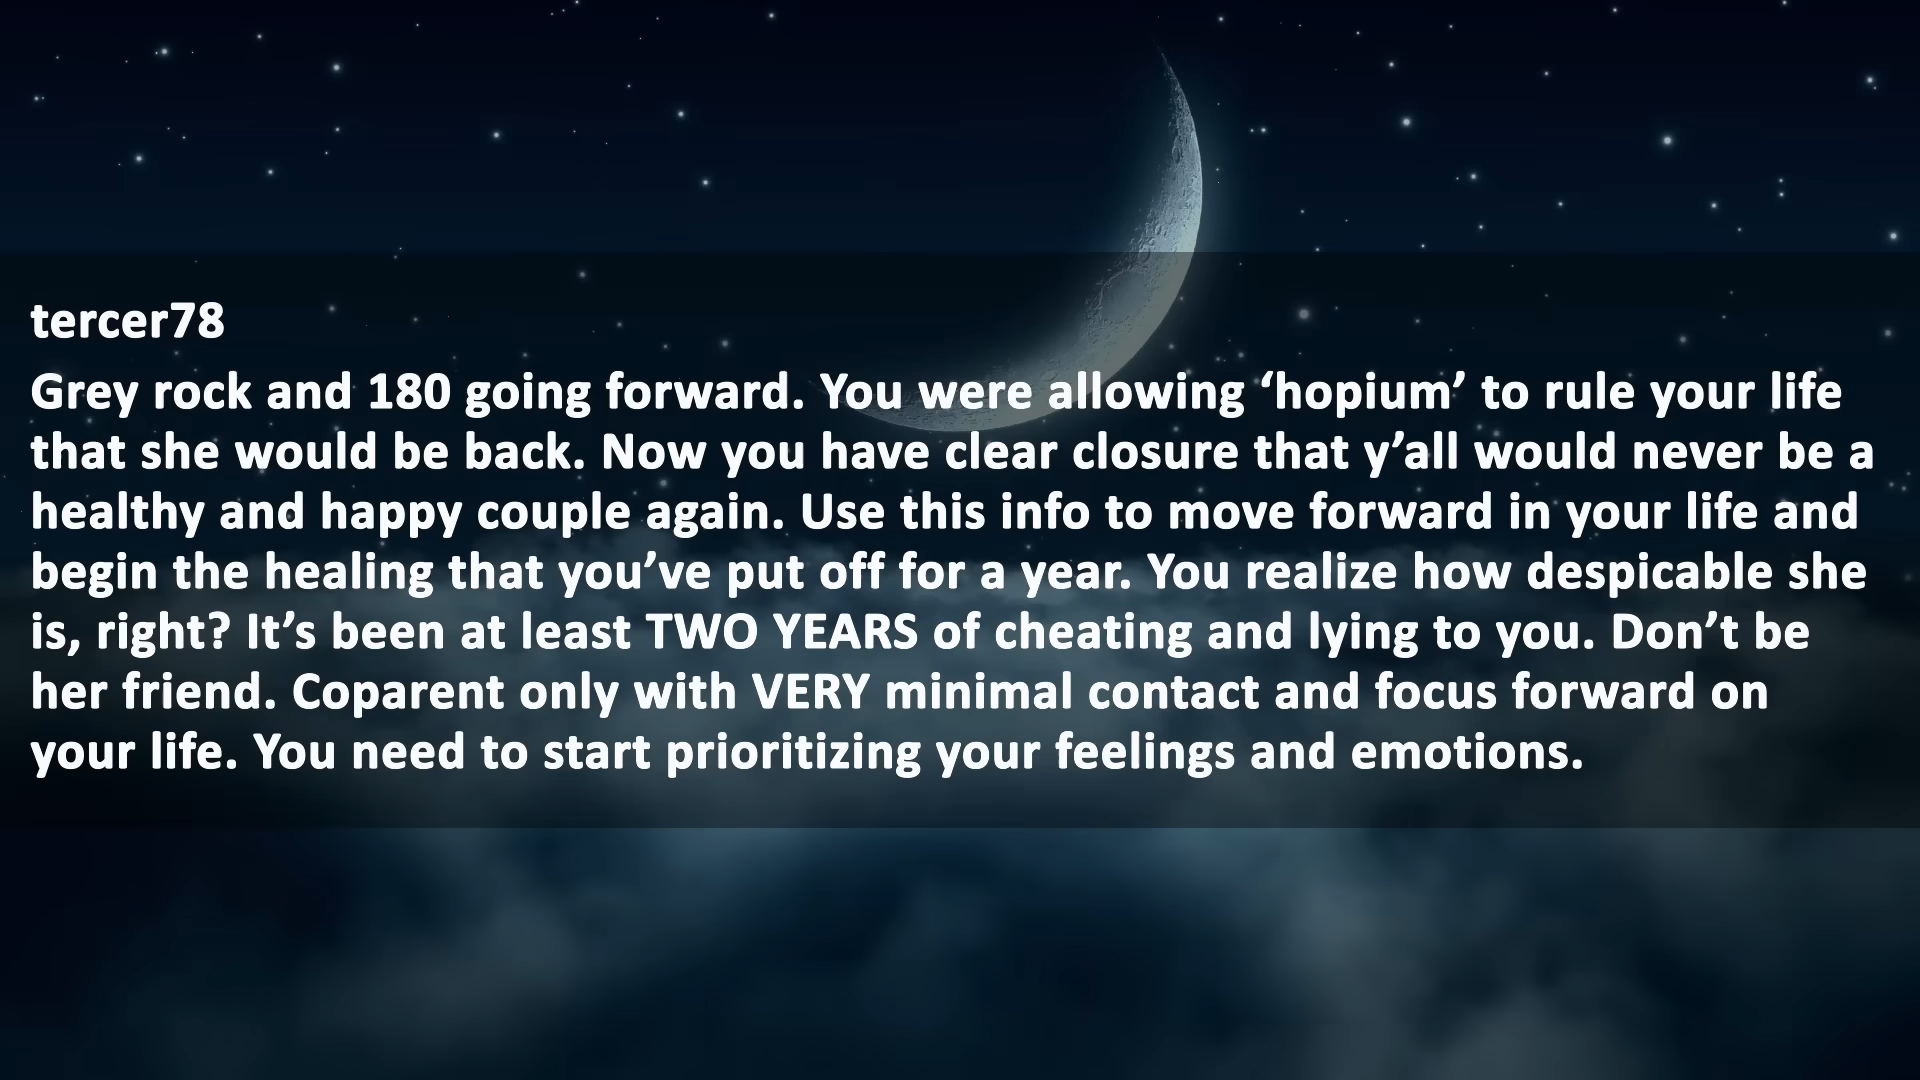 tercer78
Grey rock and 180 going forward. You were allowing ‘hopium’ to rule your life
that she would be back. Now you have clear closure that y’all would never be a
healthy and happy couple again. Use this info to move forward in your life and
begin the healing that you’ve put off for a year. You realize how despicable she
is, right? It’s been at least TWO YEARS of cheating and lying to you. Don’t be
her friend. Coparent only with VERY minimal contact and focus forward on
your life. You need to start prioritizing your feelings and emotions.